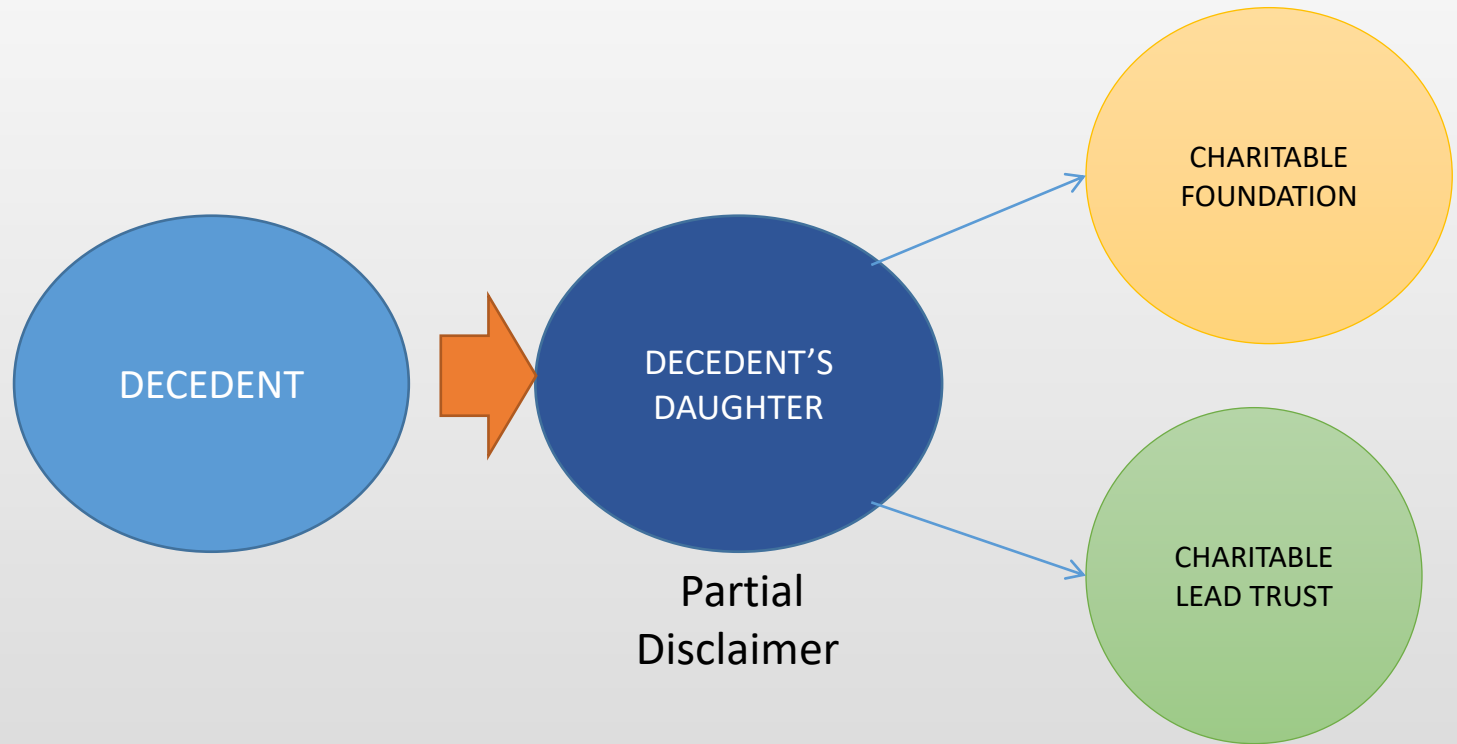 DECEDENT
DECEDENT’S
DAUGHTER
Partial
Disclaimer
CHARITABLE
FOUNDATION
CHARITABLE
LEAD TRUST